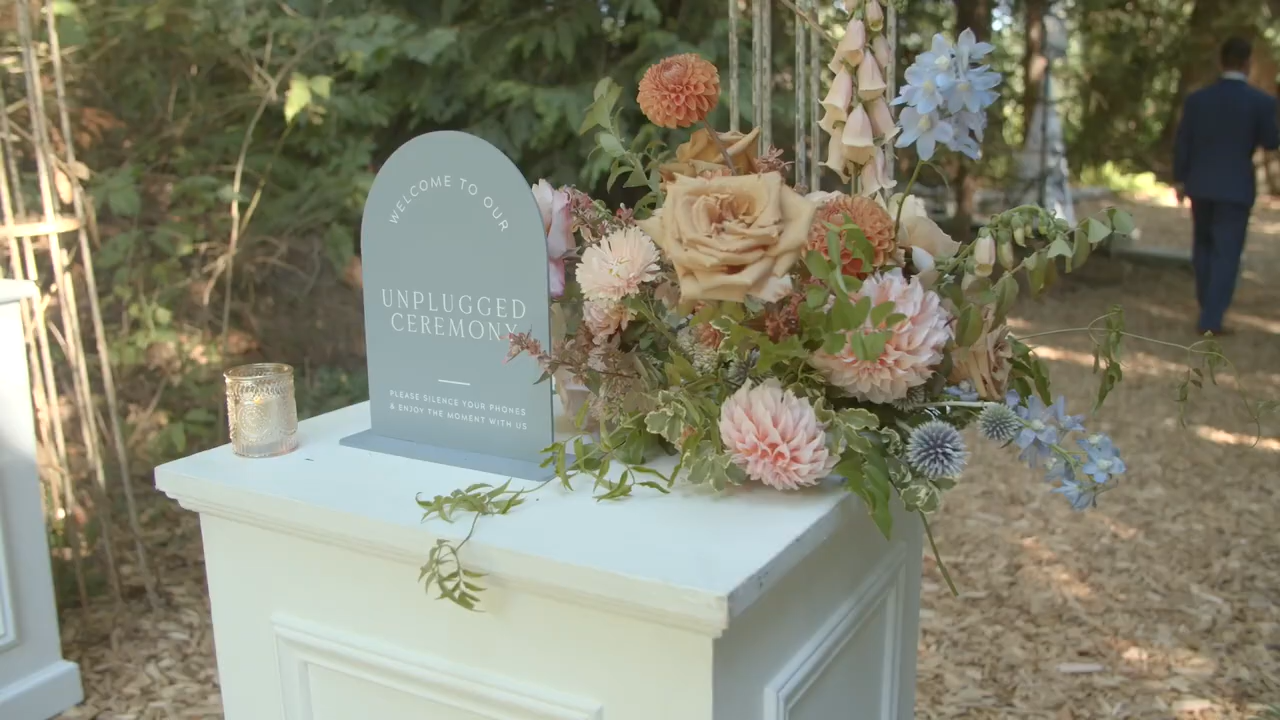 WELCOME TO OUR
UNPLUGGED
CEREMONY
PLEASE SILENCE YOUR PHONES
& ENJOY THE MOMENT WITH US